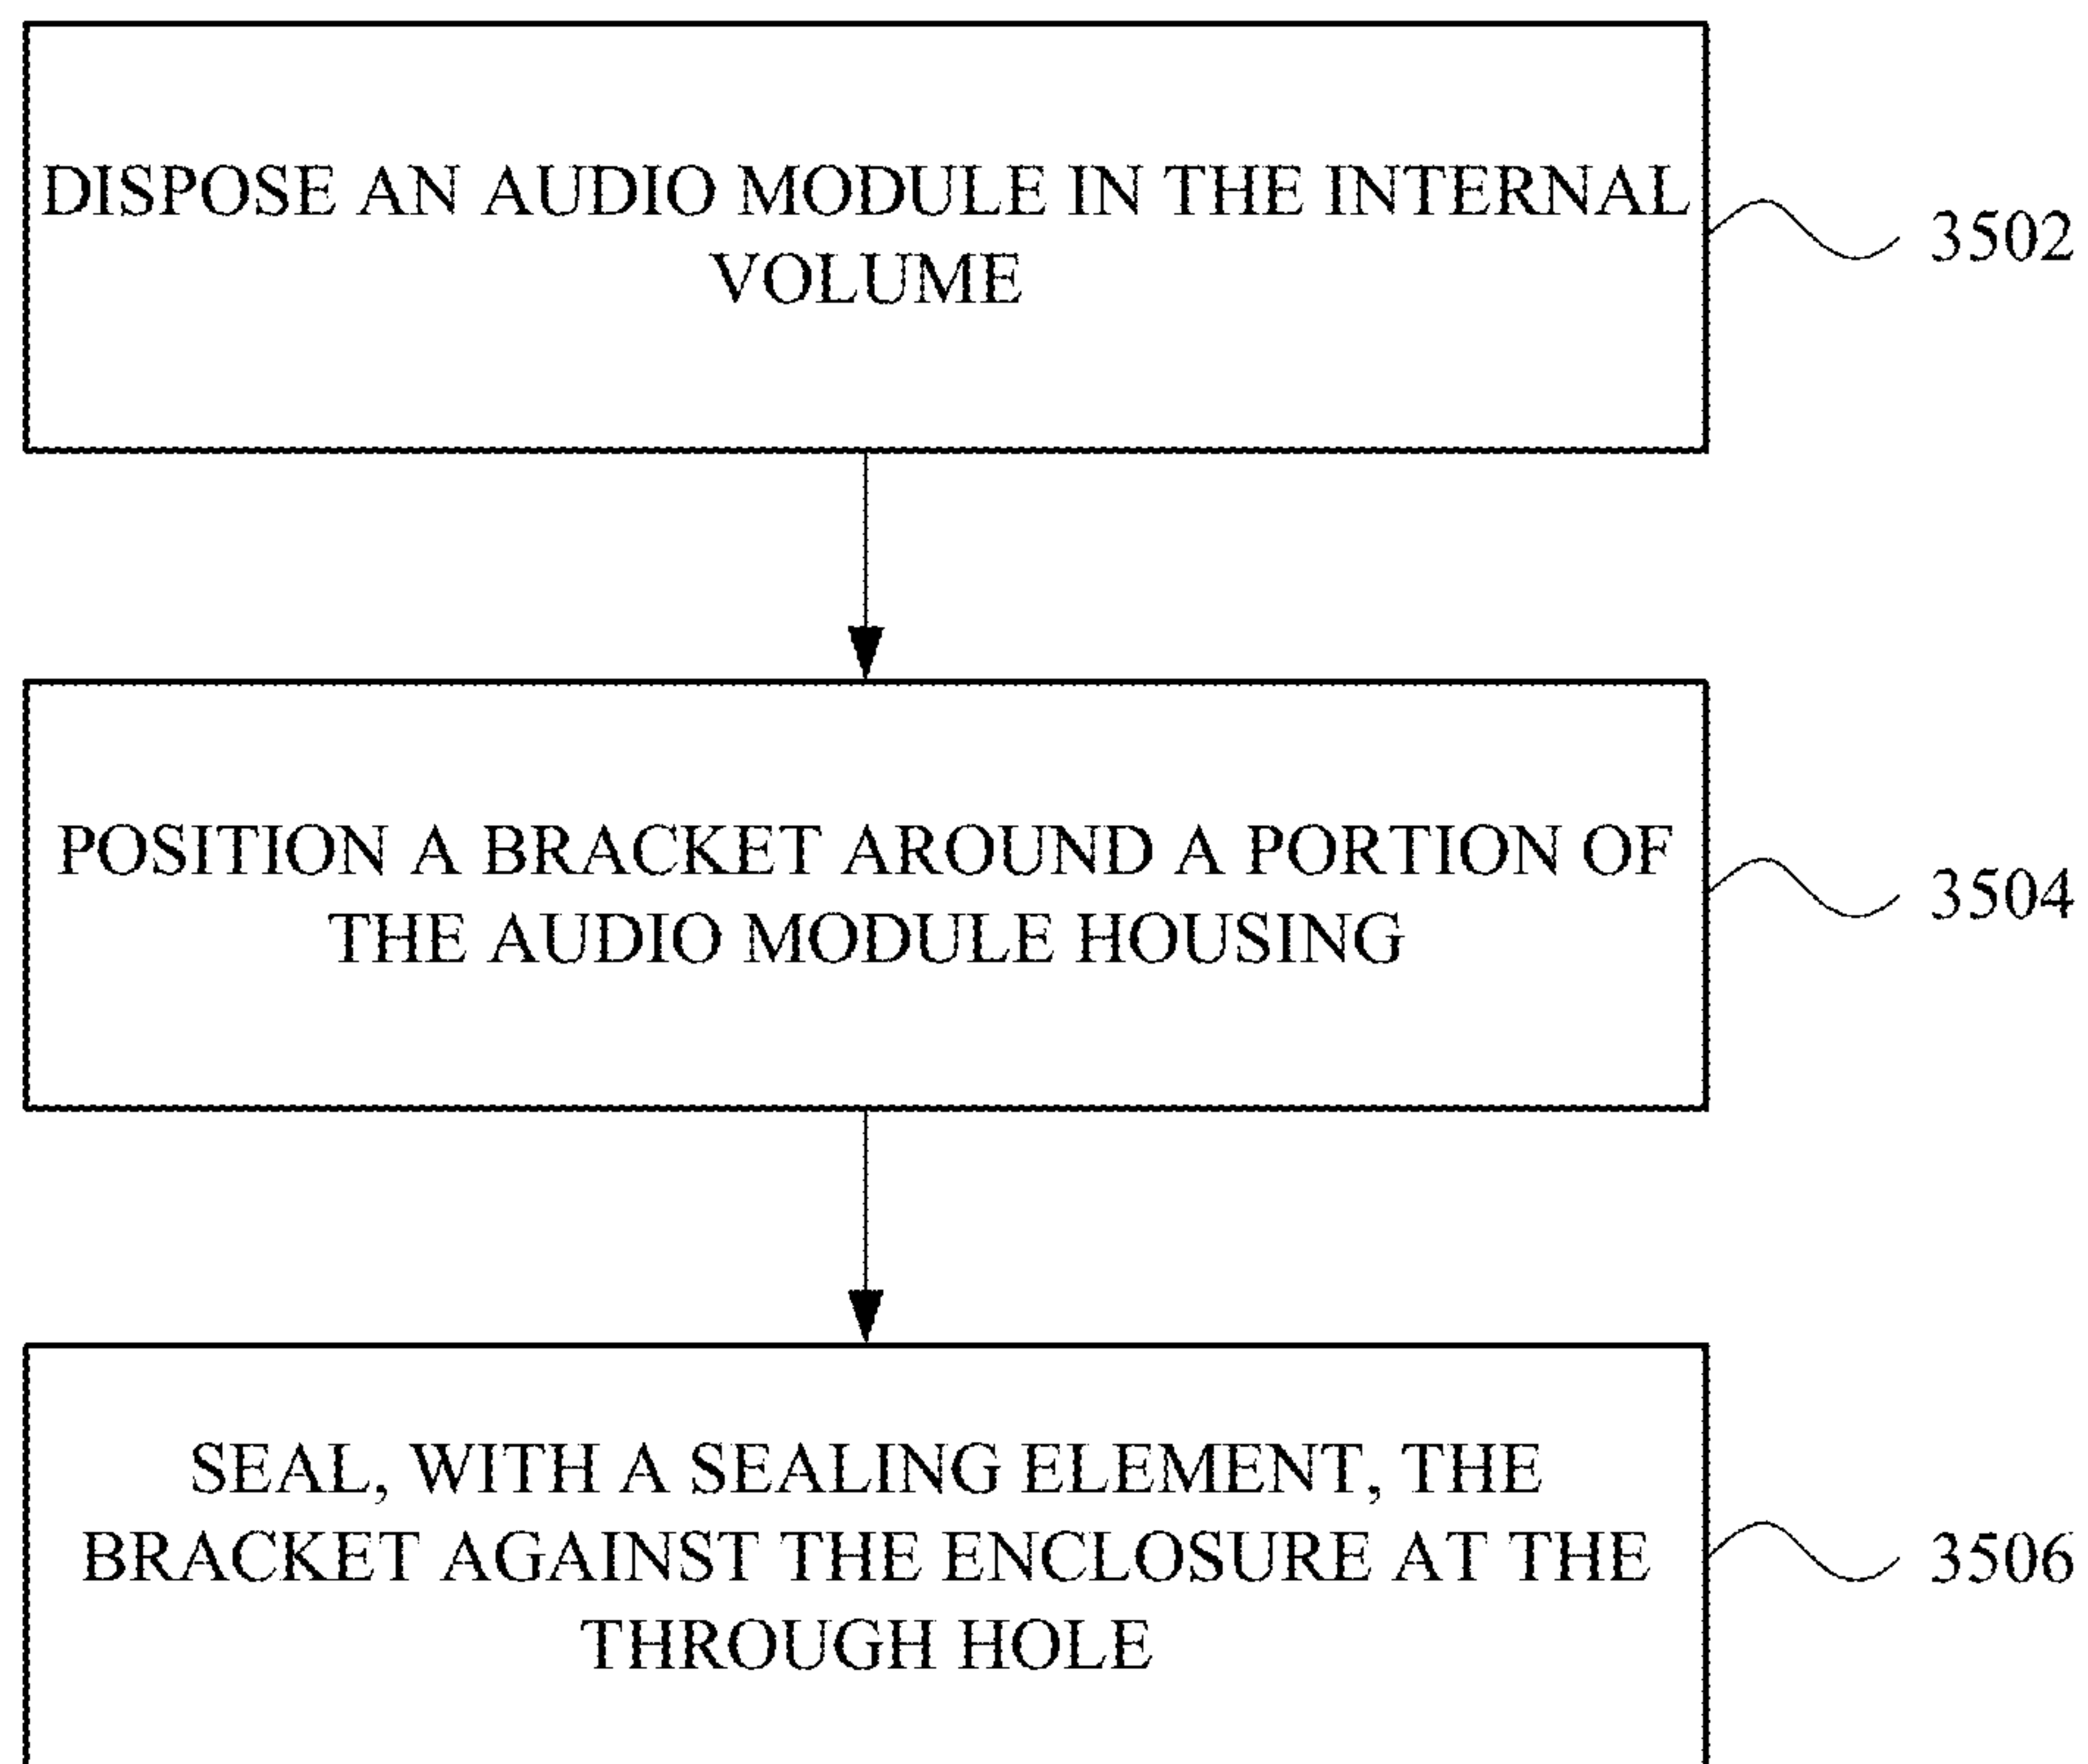 DISPOSE AN AUDIO MODULE IN THE INTERNAL
VOLUME
3502
POSITION A BRACKET AROUND A PORTION OF
THE AUDIO MODULE HOUSING
3504
SEAL, WITH A SEALING ELEMENT, THE
BRACKET AGAINST THE ENCLOSURE AT THE
THROUGH HOLE
3506